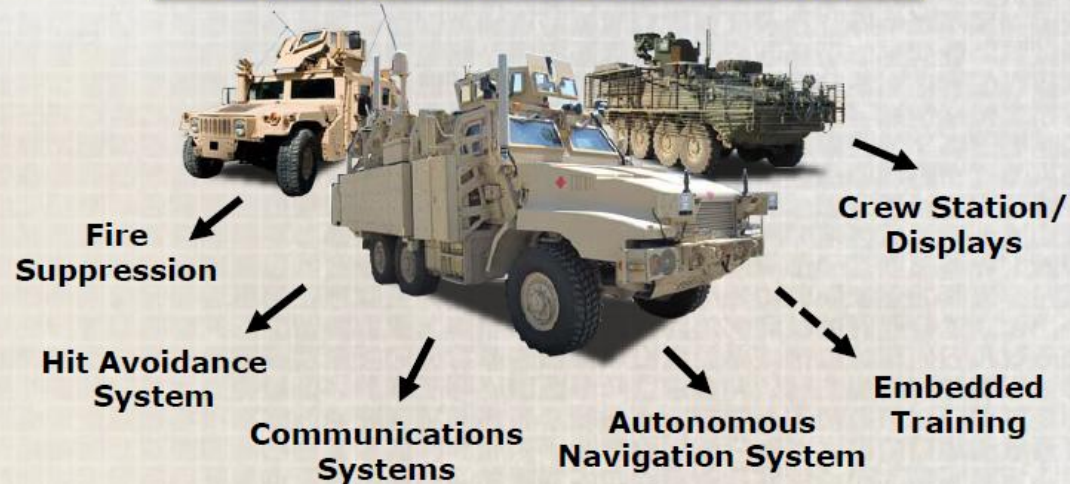 Fire
Suppression
Hit Avoidance
System
Communications
Systems
Autonomous
Navigation System
Embedded
Training
Crew Station/
Displays